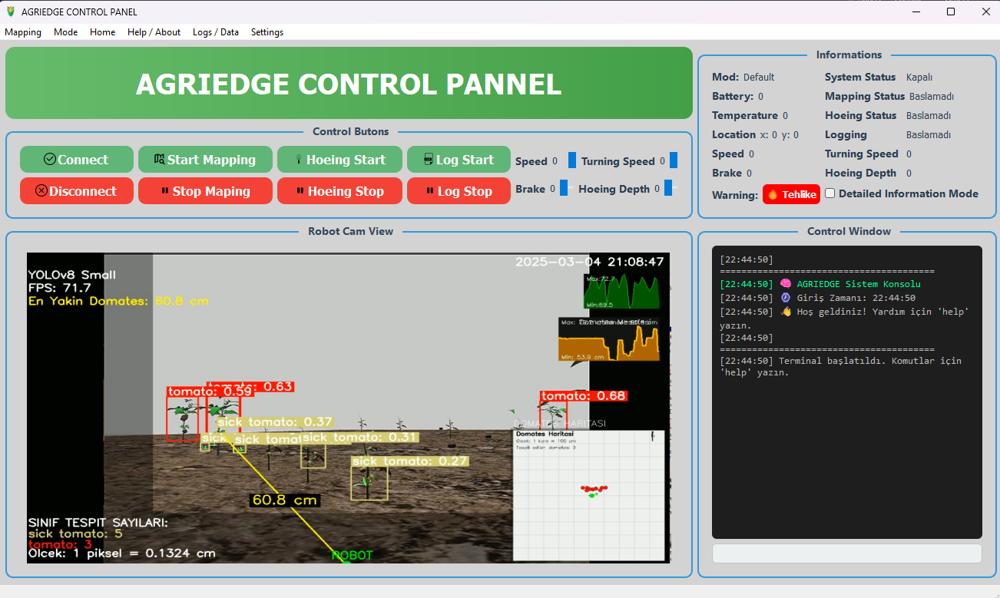 AGRIEDGE CONTROL PANEL
Mapping Mode Home Help / About Logs / Data Settings
AGRIEDGE CONTROL PANNEL
Control Butons
Connect Start Mapping Hoeing Start Log Start
Disconnect Stop Maping Hoeing Stop Log Stop
Speed 0 Turning Speed 0
Brake 0 Hoeing Depth 0
Informations
Mod: Default System Status Kapalı
Battery: 0 Mapping Status Baslamadı
Temperature 0 Hoeing Status Baslamadı
Location x: 0 y: 0 Logging Baslamadı
Speed 0 Turning Speed 0
Brake 0 Hoeing Depth 0
Warning: Tehlike Detailed Information Mode
Robot Cam View
2025-03-04 21:08:47
YOLOv8 Small
FPS: 71.7
En Yakin Domates: 60.8 cm
Max:72.7
Min:69.5
Max:
Min: 53.9 cm
tomato: 0.63
tomato: 0.59
tomato: 0.68
sick tomato: 0.37
sick
sick tomat
sick tomato: 0.31
sick tomato: 0.27
60.8 cm
DOMATES HARITASI
Domates Haritasi
Olcek: 1 kare = 100 cm
Tespit edilen domates: 8
SINIF TESPIT SAYILARI:
sick tomato: 5
tomato: 3
Olcek: 1 piksel = 0.1324 cm
ROBOT
Control Window
[22:44:50]
========================================
[22:44:50] AGRIEDGE Sistem Konsolu
[22:44:50] Giriş Zamanı: 22:44:50
[22:44:50] Hoş geldiniz! Yardım için 'help'
yazın.
[22:44:50]
========================================
[22:44:50] Terminal başlatıldı. Komutlar için
'help' yazın.